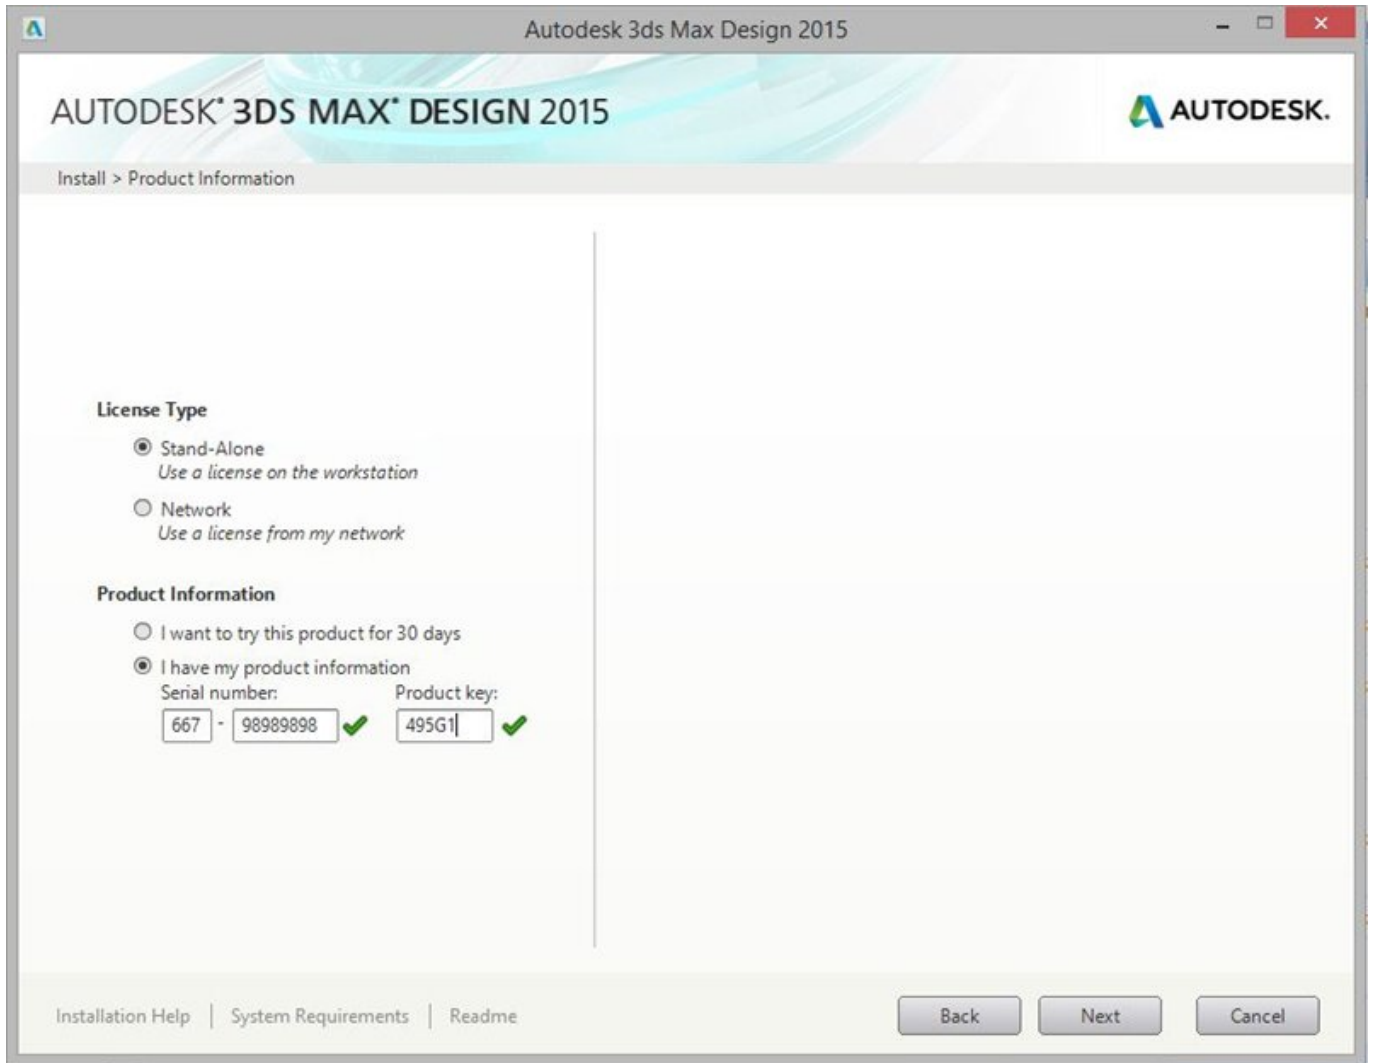 Autodesk 3ds Max Design 2015
AUTODESK® 3DS MAX® DESIGN 2015
AUTODESK.
Install > Product Information
License Type
Stand-Alone
Use a license on the workstation
Network
Use a license from my network
Product Information
I want to try this product for 30 days
I have my product information
Serial number: Product key:
667 - 98989898 495G1
Installation Help | System Requirements | Readme Back Next Cancel